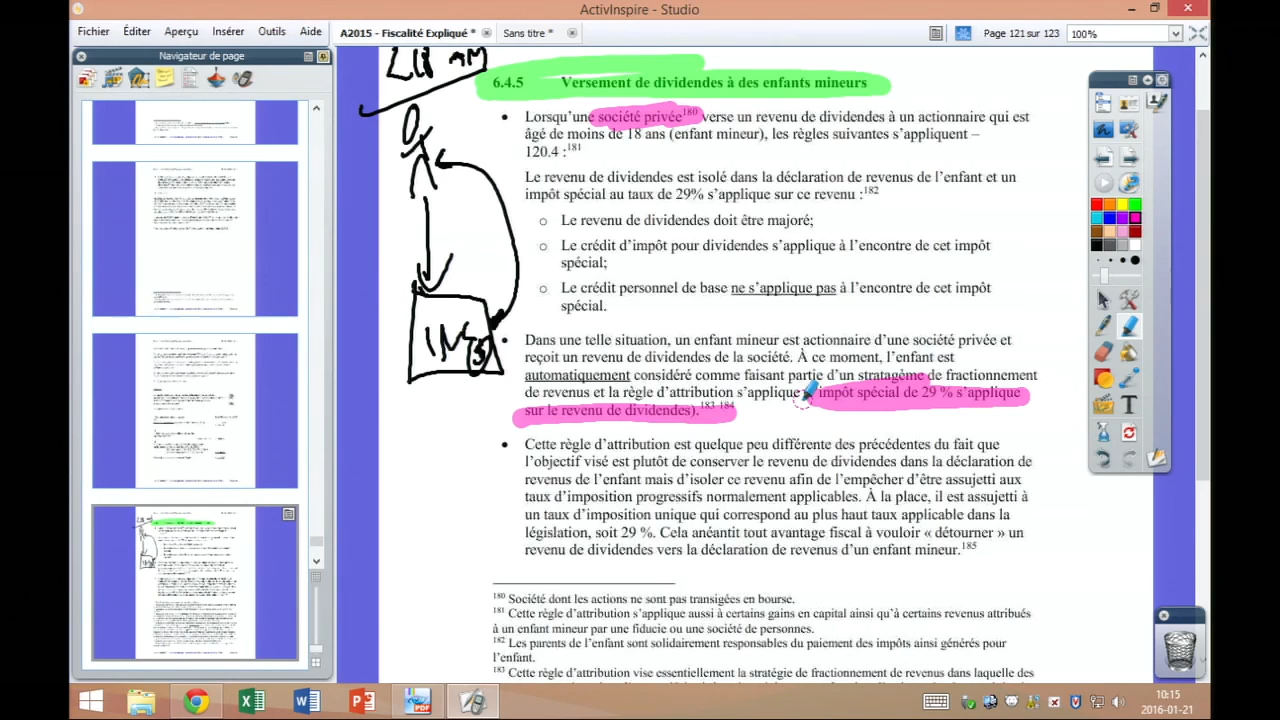 ActivInspire - Studio
Fichier Éditer Aperçu Insérer Outils Aide
A2015 - Fiscalité Expliqué *
Sans titre *
Page 121 sur 123
100%
Navigateur de page
6.4.5 Versement de dividendes à des enfants mineurs
• Lorsqu'une société privée180 verse un revenu de dividendes à un actionnaire qui est
âgé de moins de 18 ans (enfant mineur), les règles suivantes s'appliquent –
120.4 :181
Le revenu de dividendes est isolé dans la déclaration de revenus de l'enfant et un
impôt spécial au taux de 29% s'applique sur ce revenu :182
Le revenu de dividendes doit être majoré;
o Le crédit d'impôt pour dividendes s'applique à l'encontre de cet impôt
spécial;
o Le crédit personnel de base ne s'applique pas à l'encontre de cet impôt
spécial.
Dans une telle situation, un enfant mineur est actionnaire d'une société privée et
reçoit un revenu de dividendes de la société. À ce moment, l'enfant est
automatiquement considéré comme faisant partie d'un stratagème de fractionnement
de revenus et la règle d'attribution s'applique impôt spécial de 29 % s'applique
sur le revenu de dividendes).183 184
• Cette règle d'attribution est quelque peu différente des autres règles du fait que
l'objectif visé est plutôt de conserver le revenu de dividendes dans la déclaration de
revenus de l'enfant mais d'isoler ce revenu afin de l'empêcher d'être assujetti aux
taux d'imposition progressifs normalement applicables. À la place, il est assujetti à
un taux d'imposition unique qui correspond au plus haut taux applicable dans la
législation, soit 29%. Cela anéantit tout avantage fiscal à vouloir « détourner » un
revenu de dividendes vers la déclaration de revenus d'un enfant mineur.185
180 Société dont les actions ne sont pas transigées en bourse.
181 Cette règle d'attribution s'applique aussi à certains gains en capital ainsi qu'à certains revenus attribués
à un enfant mineur par une fiducie ou une société de personnes.
182 Les parents de l'enfant sont solidairement responsables du paiement des impôts ainsi générés pour
l'enfant.
183 Cette règle d'attribution vise essentiellement la stratégie de fractionnement de revenus dans laquelle des
10:15
2016-01-21